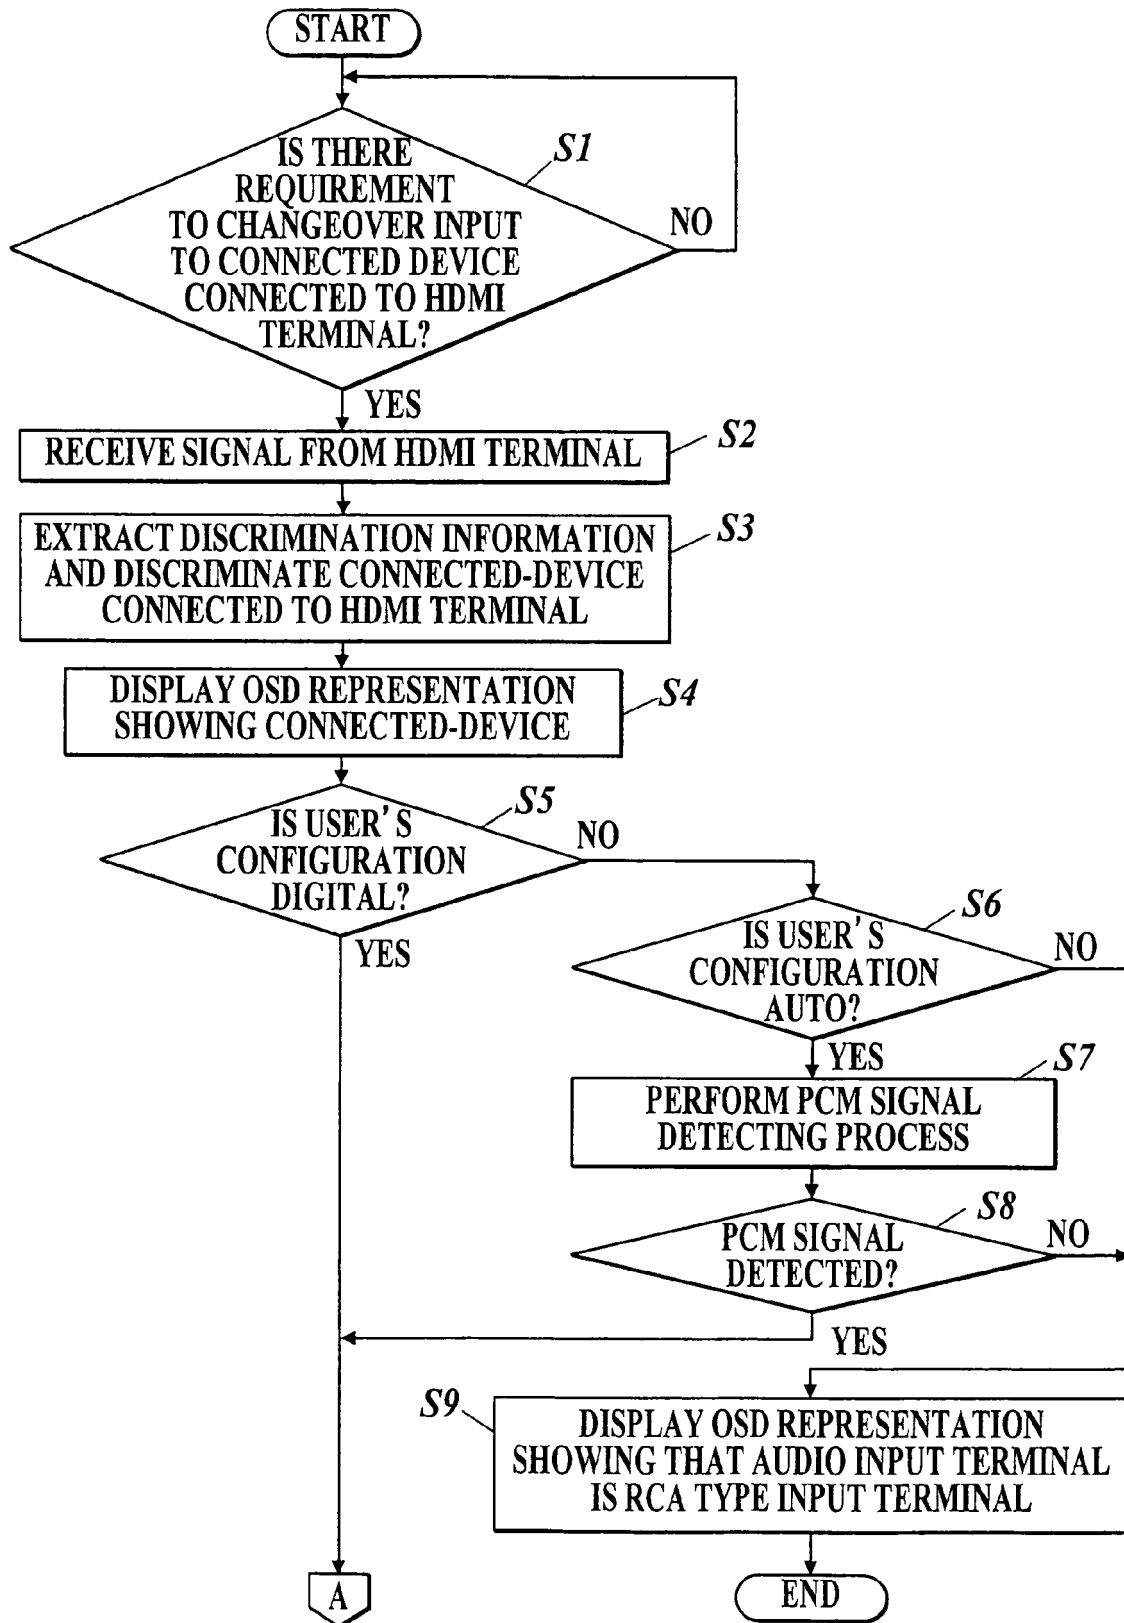 START
S1
IS THERE
REQUIREMENT
TO CHANGEOVER INPUT
TO CONNECTED DEVICE
CONNECTED TO HDMI
TERMINAL?
NO
YES
S2
RECEIVE SIGNAL FROM HDMI TERMINAL
S3
EXTRACT DISCRIMINATION INFORMATION
AND DISCRIMINATE CONNECTED-DEVICE
CONNECTED TO HDMI TERMINAL
S4
DISPLAY OSD REPRESENTATION
SHOWING CONNECTED-DEVICE
S5
IS USER'S
CONFIGURATION
DIGITAL?
NO
YES
S6
IS USER'S
CONFIGURATION
AUTO?
NO
YES
S7
PERFORM PCM SIGNAL
DETECTING PROCESS
S8
PCM SIGNAL
DETECTED?
NO
YES
S9
DISPLAY OSD REPRESENTATION
SHOWING THAT AUDIO INPUT TERMINAL
IS RCA TYPE INPUT TERMINAL
A
END